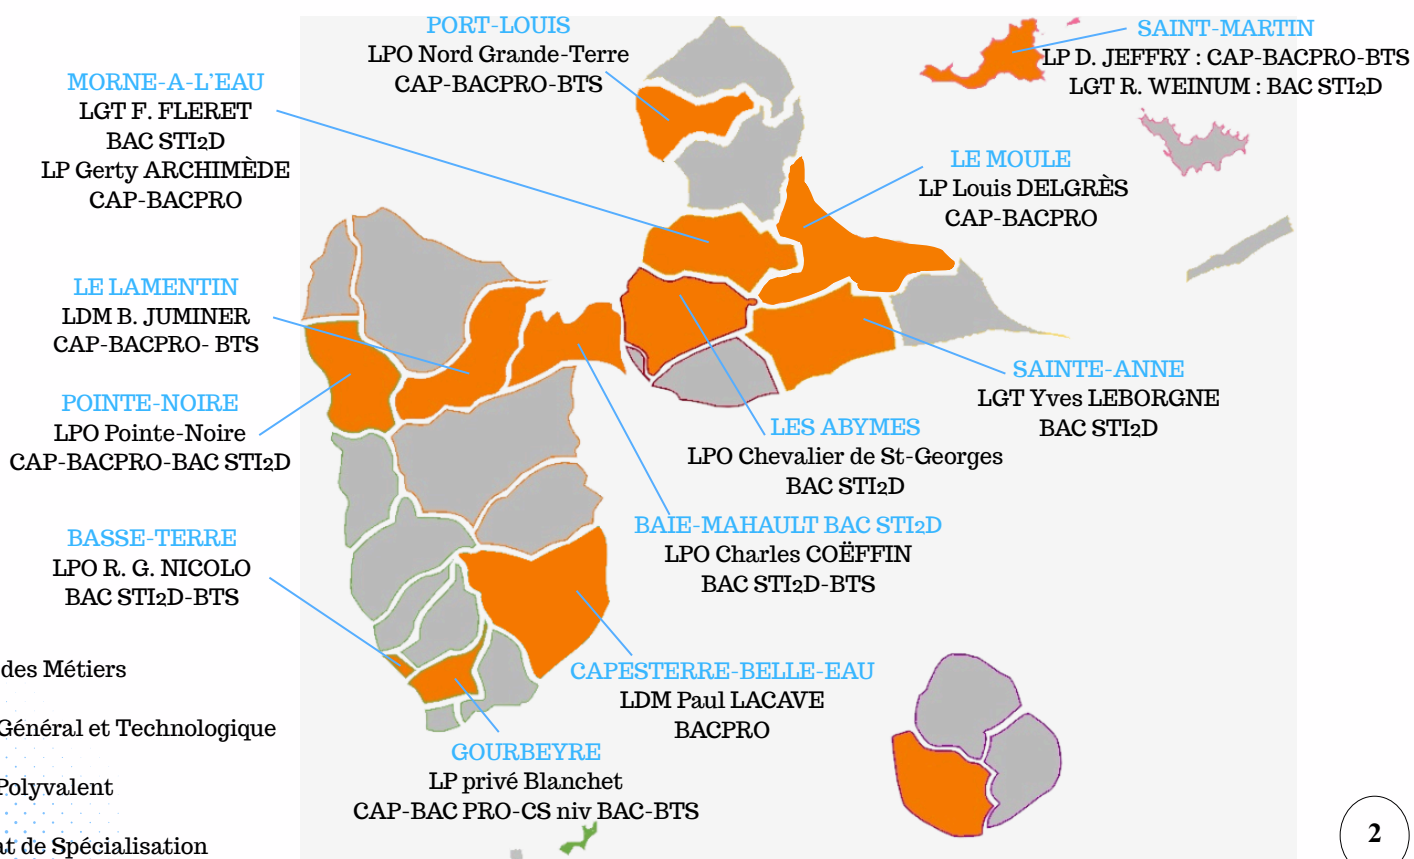 PORT-LOUIS
LPO Nord Grande-Terre
CAP-BACPRO-BTS
SAINT-MARTIN
LP D. JEFFRY : CAP-BACPRO-BTS
LGT R. WEINUM : BAC STI2D
MORNE-A-L'EAU
LGT F. FLERET
BAC STI2D
LP Gerty ARCHIMÈDE
CAP-BACPRO
LE MOULE
LP Louis DELGRÈS
CAP-BACPRO
LE LAMENTIN
LDM B. JUMINER
CAP-BACPRO- BTS
SAINTE-ANNE
LGT Yves LEBORGNE
BAC STI2D
POINTE-NOIRE
LPO Pointe-Noire
CAP-BACPRO-BAC STI2D
LES ABYMES
LPO Chevalier de St-Georges
BAC STI2D
BAIE-MAHAULT BAC STI2D
LPO Charles COËFFIN
BAC STI2D-BTS
BASSE-TERRE
LPO R. G. NICOLO
BAC STI2D-BTS
CAPESTERRE-BELLE-EAU
LDM Paul LACAVE
BACPRO
GOURBEYRE
LP privé Blanchet
CAP-BAC PRO-CS niv BAC-BTS
des Métiers
Général et Technologique
Polyvalent
de Spécialisation
2